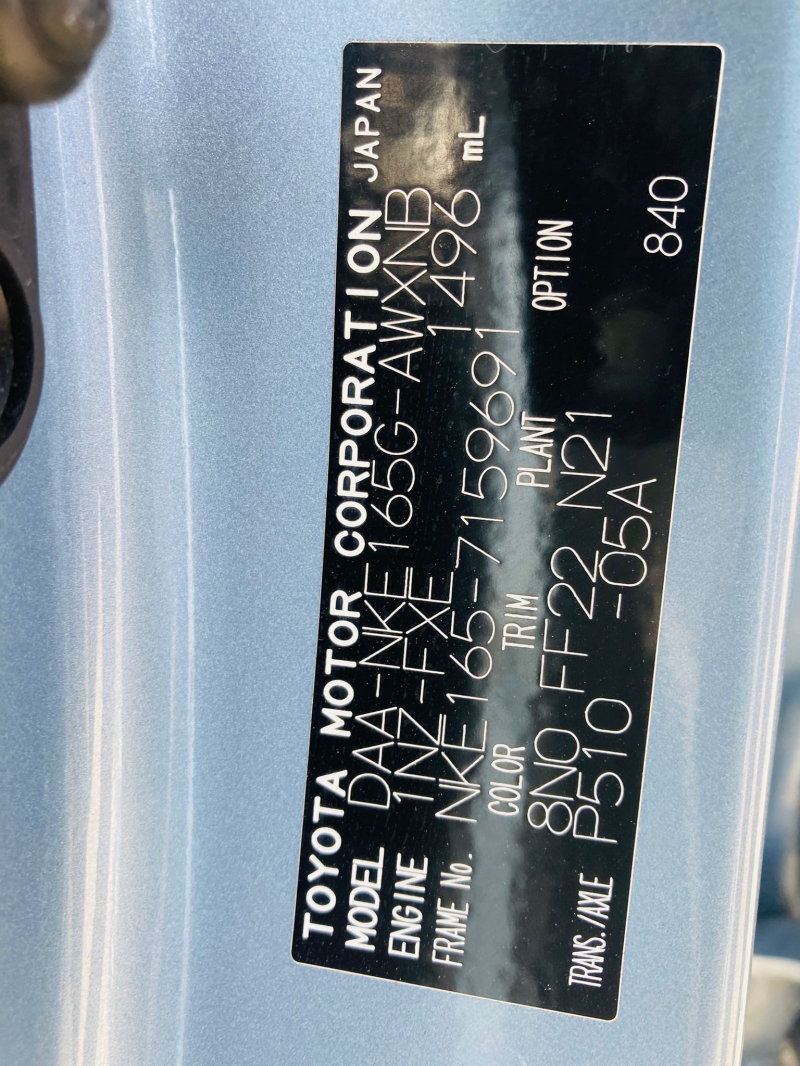 TOYOTA MOTOR CORPORATION JAPAN
MODEL DAA-NKE165G-AWXNB
ENGINE 1NZ-FXE 1496 mL
FRAME No. NKE165-7159691
COLOR TRIM PLANT OPTION
8N0 FF22 N21
TRANS./AXLE P510 -05A 840